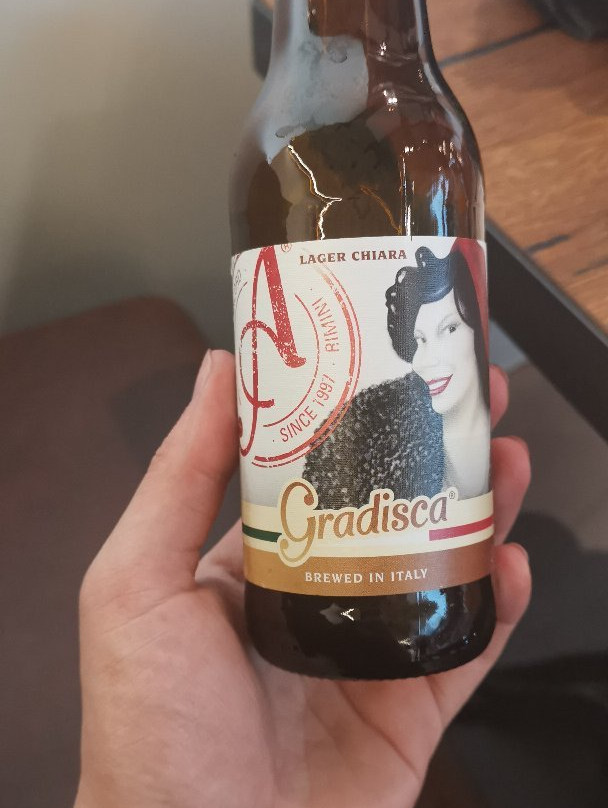 LAGER CHIARA
A®
SINCE 1997 · RIMINI
Gradisca®
BREWED IN ITALY